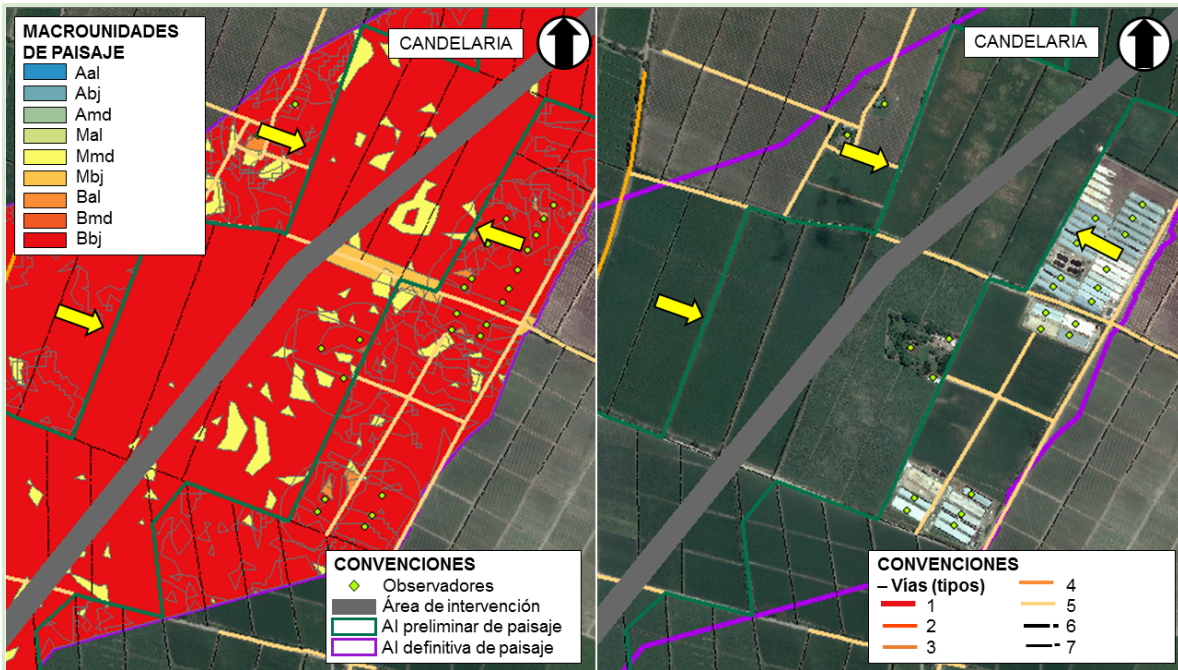 MACROUNIDADES
DE PAISAJE
Aal
Abj
Amd
Mal
Mmd
Mbj
Bal
Bmd
Bbj
CANDELARIA
CONVENCIONES
Observadores
Área de intervención
AI preliminar de paisaje
AI definitiva de paisaje
CANDELARIA
CONVENCIONES
– Vías (tipos)
1
2
3
4
5
6
7